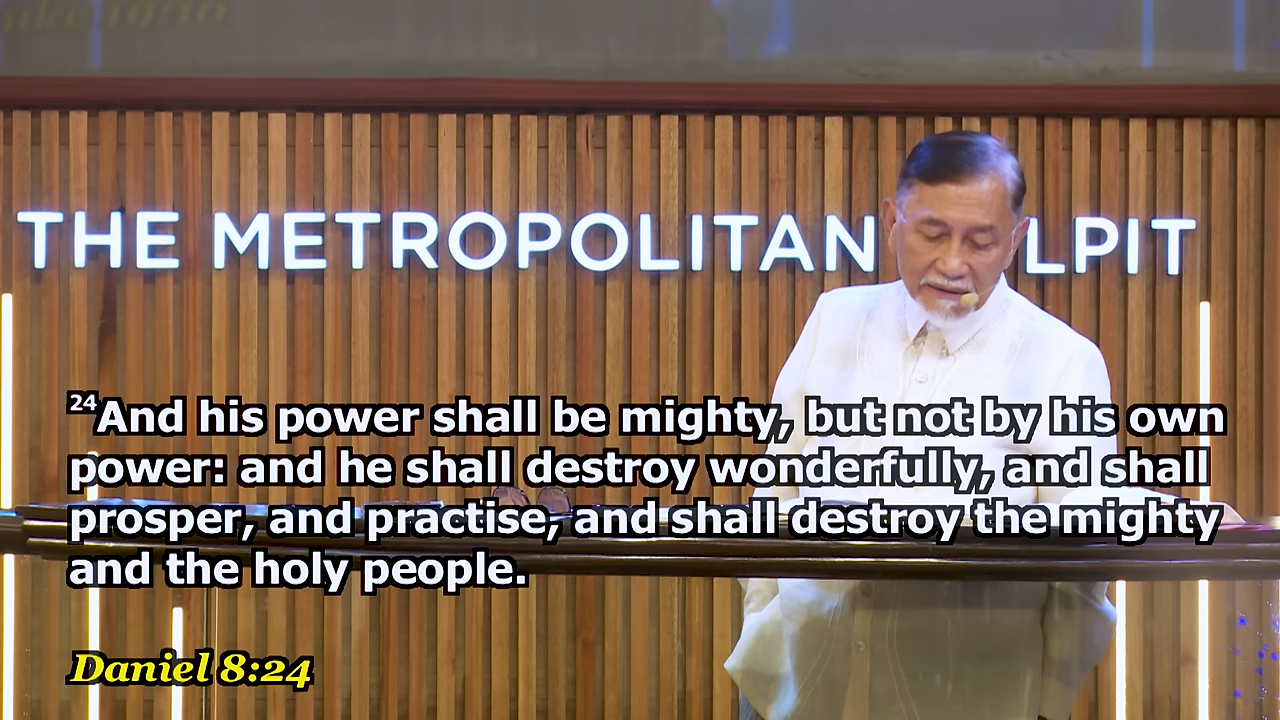 THE METROPOLITAN LPIT
24And his power shall be mighty, but not by his own
power: and he shall destroy wonderfully, and shall
prosper, and practise, and shall destroy the mighty
and the holy people.
Daniel 8:24